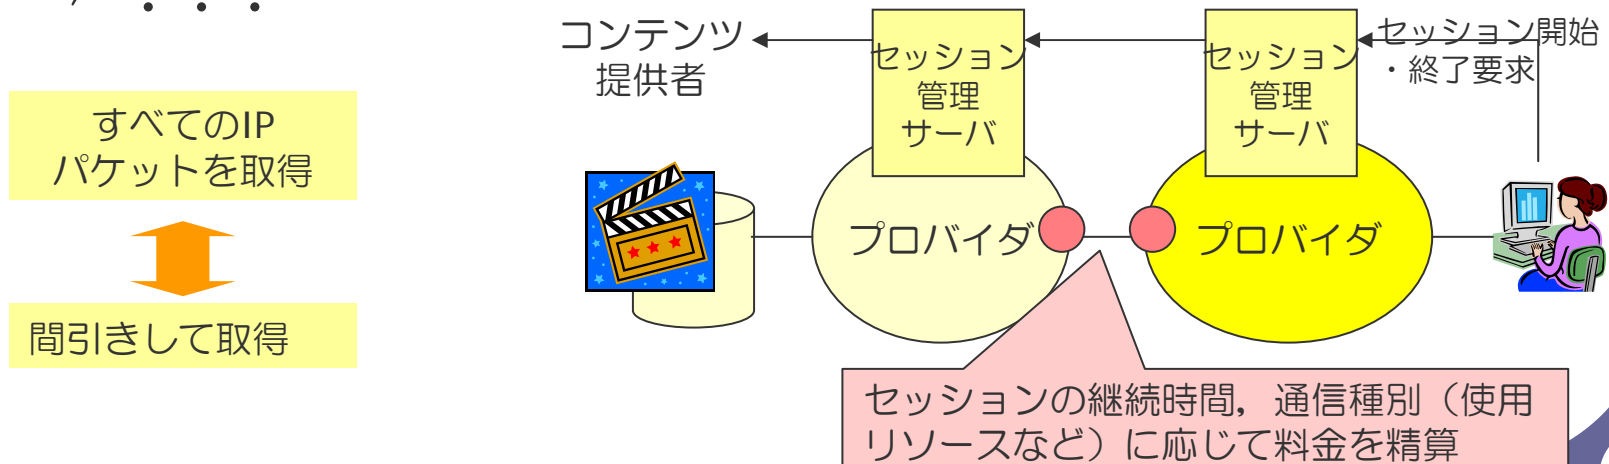 ・・・
すべてのIP
パケットを取得
間引きして取得
コンテンツ
提供者
セッション
管理
サーバ
セッション
管理
サーバ
セッション開始
・終了要求
プロバイダ
プロバイダ
セッションの継続時間，通信種別（使用
リソースなど）に応じて料金を精算